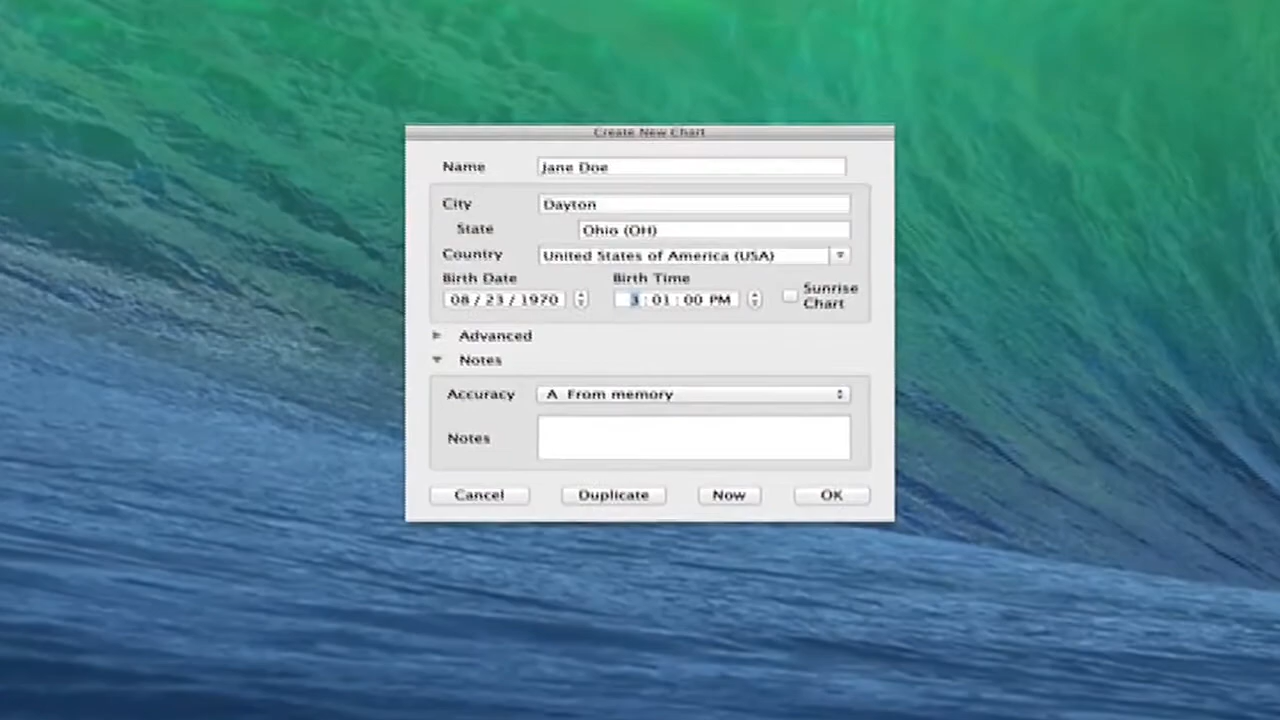 Create New Chart
Name Jane Doe
City Dayton
State Ohio (OH)
Country United States of America (USA)
Birth Date Birth Time
08 / 23 / 1970 3 : 01 : 00 PM Sunrise Chart
Advanced
Notes
Accuracy A From memory
Notes
Cancel Duplicate Now OK